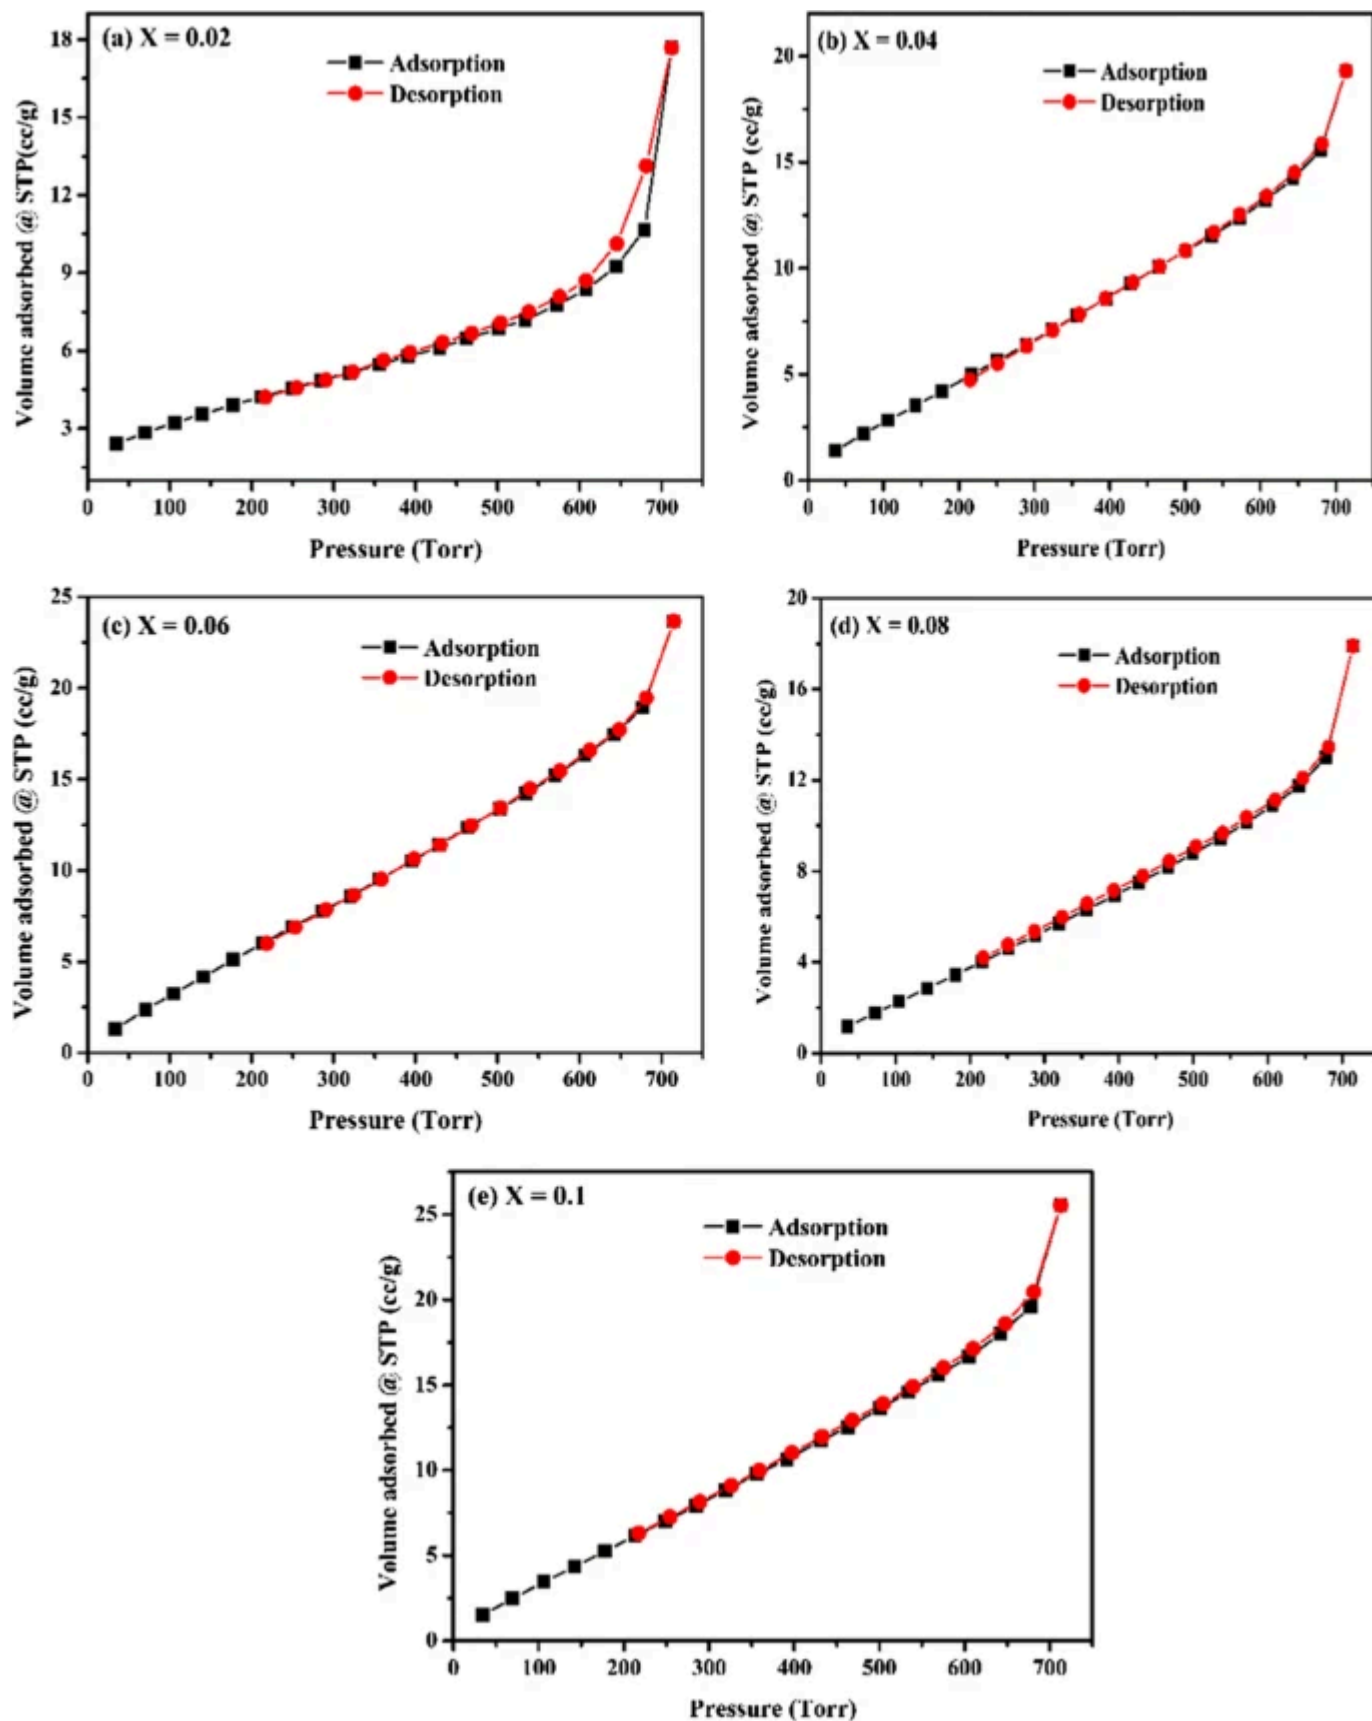 (a) X = 0.02
Adsorption
Desorption
18
15
12
9
6
3
0 100 200 300 400 500 600 700
Volume adsorbed @ STP(cc/g)
Pressure (Torr)
(b) X = 0.04
Adsorption
Desorption
20
15
10
5
0
0 100 200 300 400 500 600 700
Volume adsorbed @ STP (cc/g)
Pressure (Torr)
(c) X = 0.06
Adsorption
Desorption
25
20
15
10
5
0
0 100 200 300 400 500 600 700
Volume adsorbed @ STP (cc/g)
Pressure (Torr)
(d) X = 0.08
Adsorption
Desorption
20
16
12
8
4
0
0 100 200 300 400 500 600 700
Volume adsorbed @ STP (cc/g)
Pressure (Torr)
(e) X = 0.1
Adsorption
Desorption
25
20
15
10
5
0
0 100 200 300 400 500 600 700
Volume adsorbed @ STP (cc/g)
Pressure (Torr)